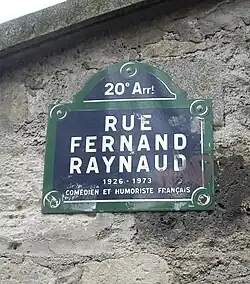 20e Arrt
RUE
FERNAND
RAYNAUD
1926 - 1973
COMÉDIEN ET HUMORISTE FRANÇAIS